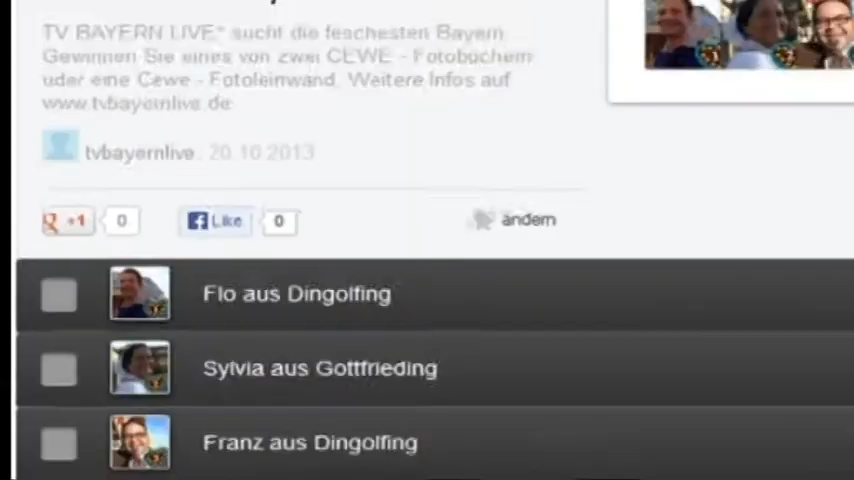 TV BAYERN LIVE* sucht die feschesten Bayern
Gewinnen Sie eines von zwei CEWE - Fotobüchern
oder eine Cewe - Fotoleinwand. Weitere Infos auf
www.tvbayernlive.de
tvbayernlive, 20.10.2013
+1 0 Like 0 ändern
Flo aus Dingolfing
Sylvia aus Gottfrieding
Franz aus Dingolfing